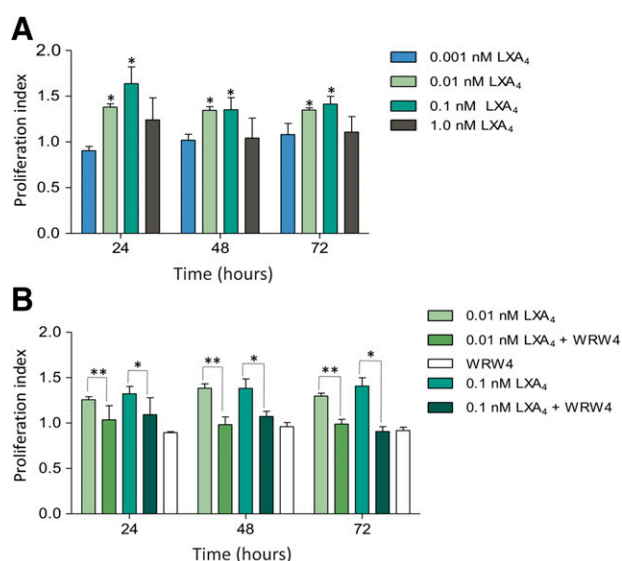 A
2.0
1.5
1.0
0.5
0.0
Proliferation index
* * * * * *
24 48 72
Time (hours)
0.001 nM LXA₄
0.01 nM LXA₄
0.1 nM LXA₄
1.0 nM LXA₄
B
2.0
1.5
1.0
0.5
0.0
Proliferation index
** * ** * ** *
24 48 72
Time (hours)
0.01 nM LXA₄
0.01 nM LXA₄ + WRW4
WRW4
0.1 nM LXA₄
0.1 nM LXA₄ + WRW4